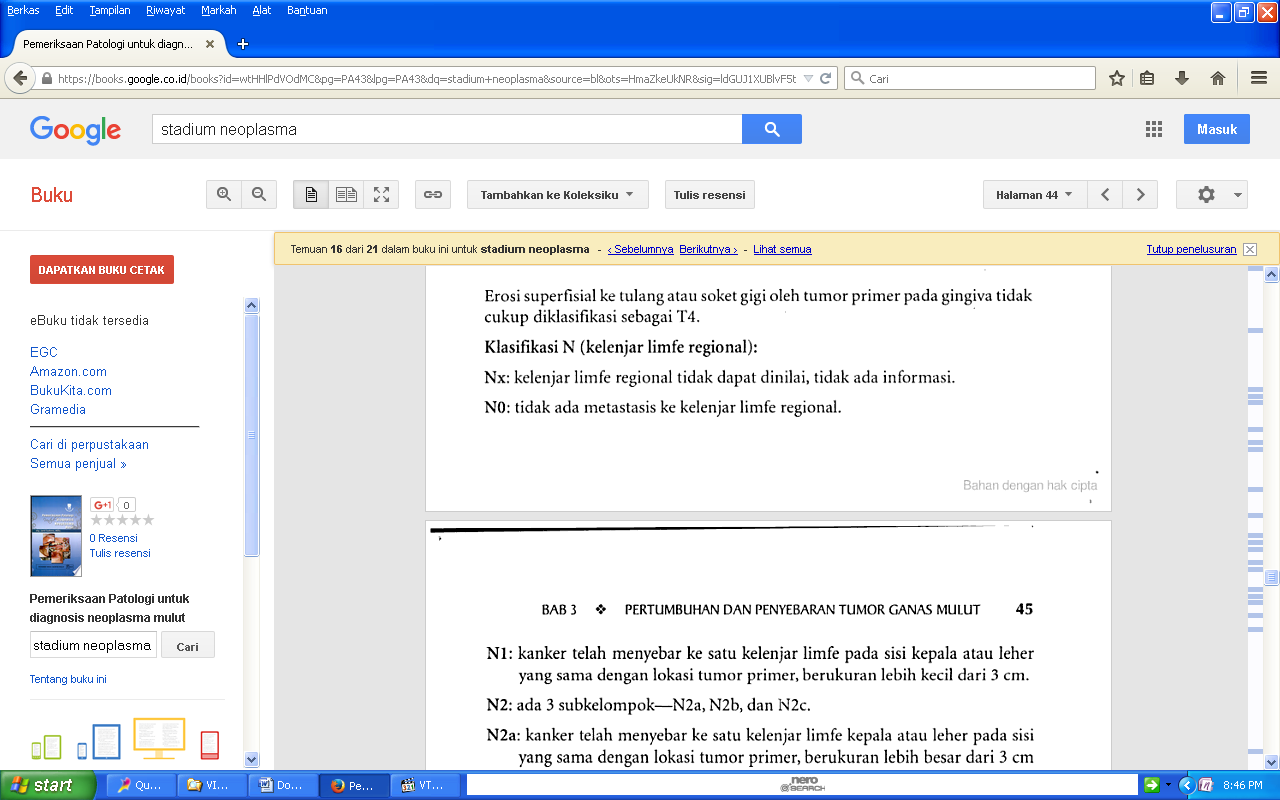 Berkas Edit Tampilan Riwayat Markah Alat Bantuan
Pemeriksaan Patologi untuk diagn...
https://books.google.co.id/books?id=wtHHlPdVOdMC&pg=PA43&lpg=PA43&dq=stadium+neoplasma&source=bl&ots=HmaZkeUkNR&sig=ldGUJ1XUBlvF5t
Cari
Google
stadium neoplasma
Masuk
Buku
Tambahkan ke Koleksiku
Tulis resensi
Halaman 44
Temuan 16 dari 21 dalam buku ini untuk stadium neoplasma - ‹ Sebelumnya Berikutnya › - Lihat semua
Tutup penelusuran
DAPATKAN BUKU CETAK
eBuku tidak tersedia
EGC
Amazon.com
BukuKita.com
Gramedia
Cari di perpustakaan
Semua penjual »
G+1 0
0 Resensi
Tulis resensi
Pemeriksaan Patologi untuk
diagnosis neoplasma mulut
stadium neoplasma
Cari
Tentang buku ini
Erosi superfisial ke tulang atau soket gigi oleh tumor primer pada gingiva tidak
cukup diklasifikasi sebagai T4.
Klasifikasi N (kelenjar limfe regional):
Nx: kelenjar limfe regional tidak dapat dinilai, tidak ada informasi.
N0: tidak ada metastasis ke kelenjar limfe regional.
Bahan dengan hak cipta
BAB 3 ❖ PERTUMBUHAN DAN PENYEBARAN TUMOR GANAS MULUT 45
N1: kanker telah menyebar ke satu kelenjar limfe pada sisi kepala atau leher
yang sama dengan lokasi tumor primer, berukuran lebih kecil dari 3 cm.
N2: ada 3 subkelompok—N2a, N2b, dan N2c.
N2a: kanker telah menyebar ke satu kelenjar limfe kepala atau leher pada sisi
yang sama dengan lokasi tumor primer, berukuran lebih besar dari 3 cm
start
Qu...
VI...
Do...
Pe...
VT...
nero
SEARCH
8:46 PM